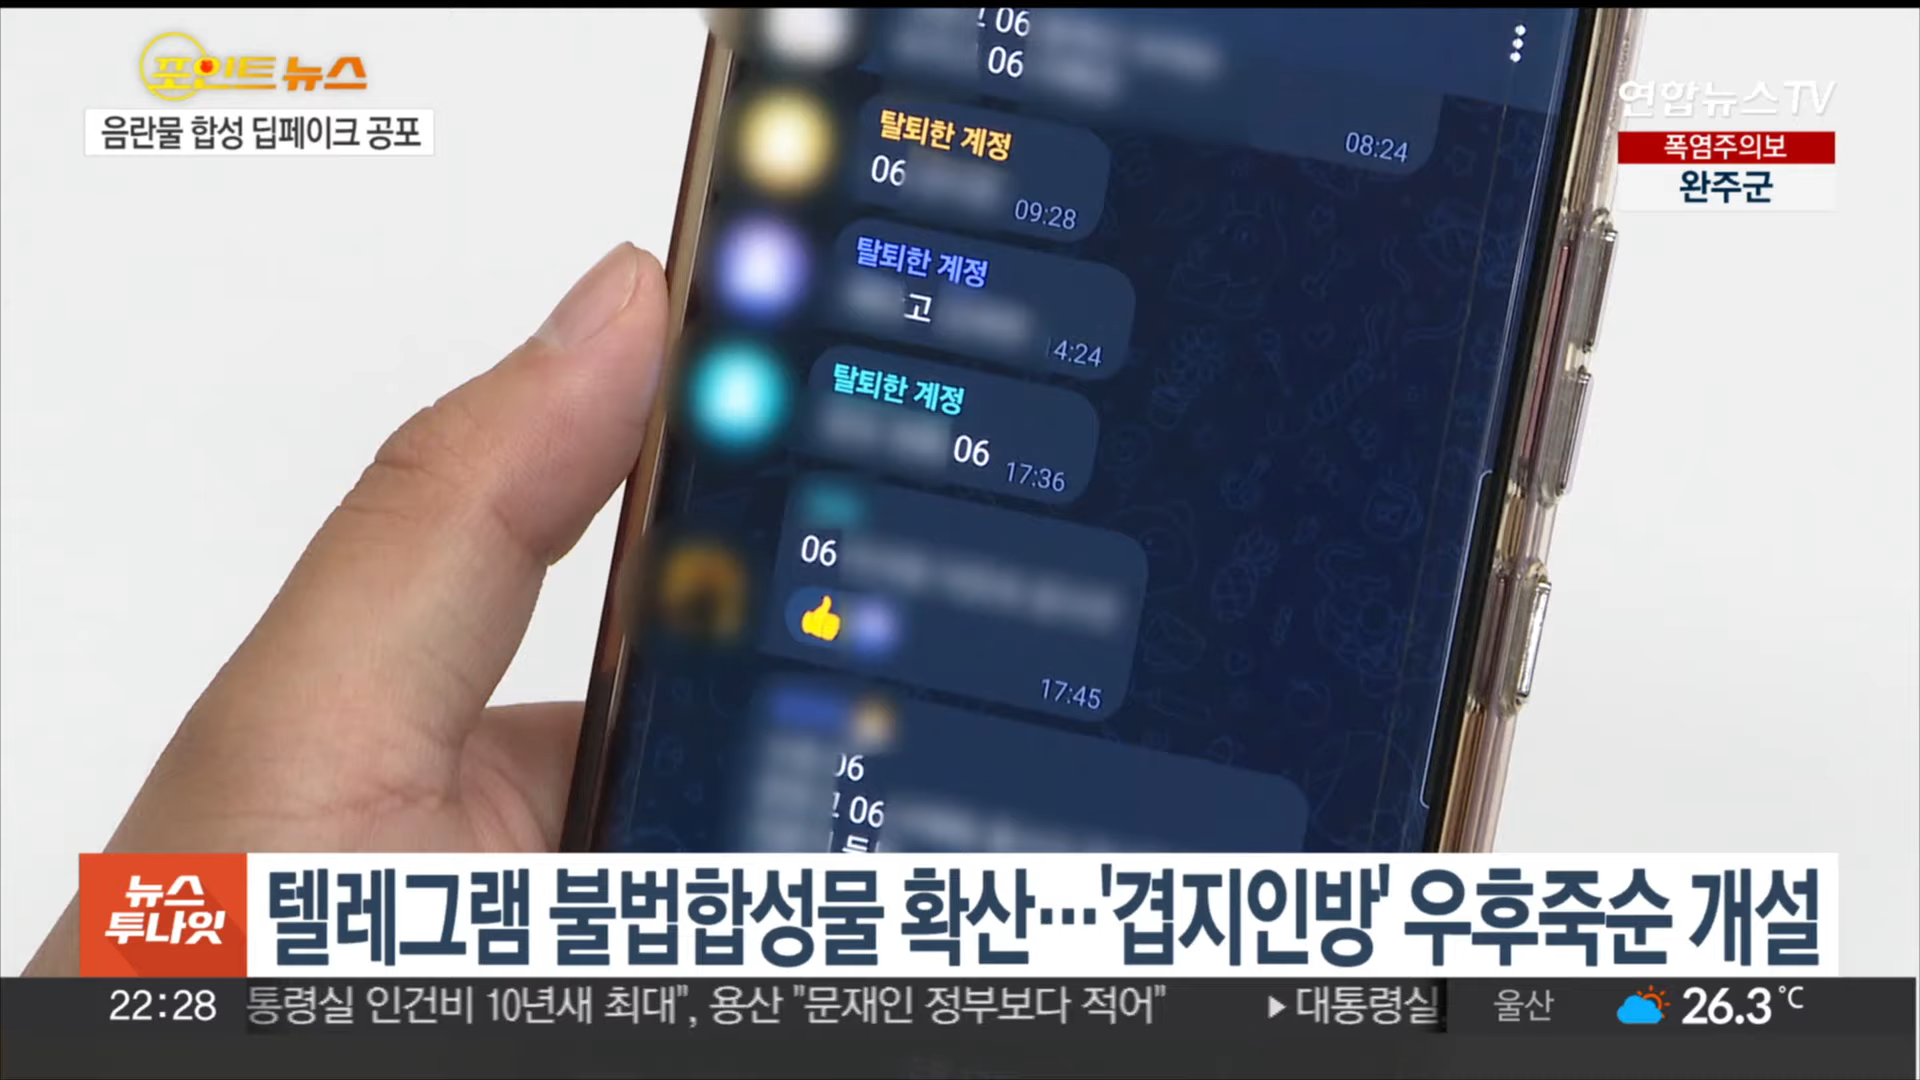 포인트 뉴스
음란물 합성 딥페이크 공포
연합뉴스TV
폭염주의보
완주군
06
06
08:24
탈퇴한 계정
06
09:28
탈퇴한 계정
고
4:24
탈퇴한 계정
06
17:36
06
17:45
06
06
뉴스
투나잇
텔레그램 불법합성물 확산…'겹지인방' 우후죽순 개설
22:28
통령실 인건비 10년새 최대", 용산 "문재인 정부보다 적어"
▶대통령실
울산
26.3℃